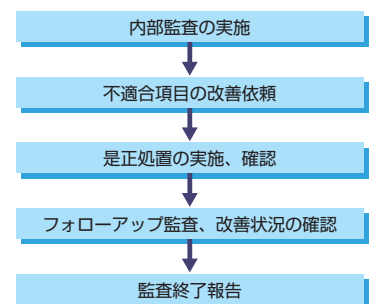 内部監査の実施
不適合項目の改善依頼
是正処置の実施、確認
フォローアップ監査、改善状況の確認
監査終了報告